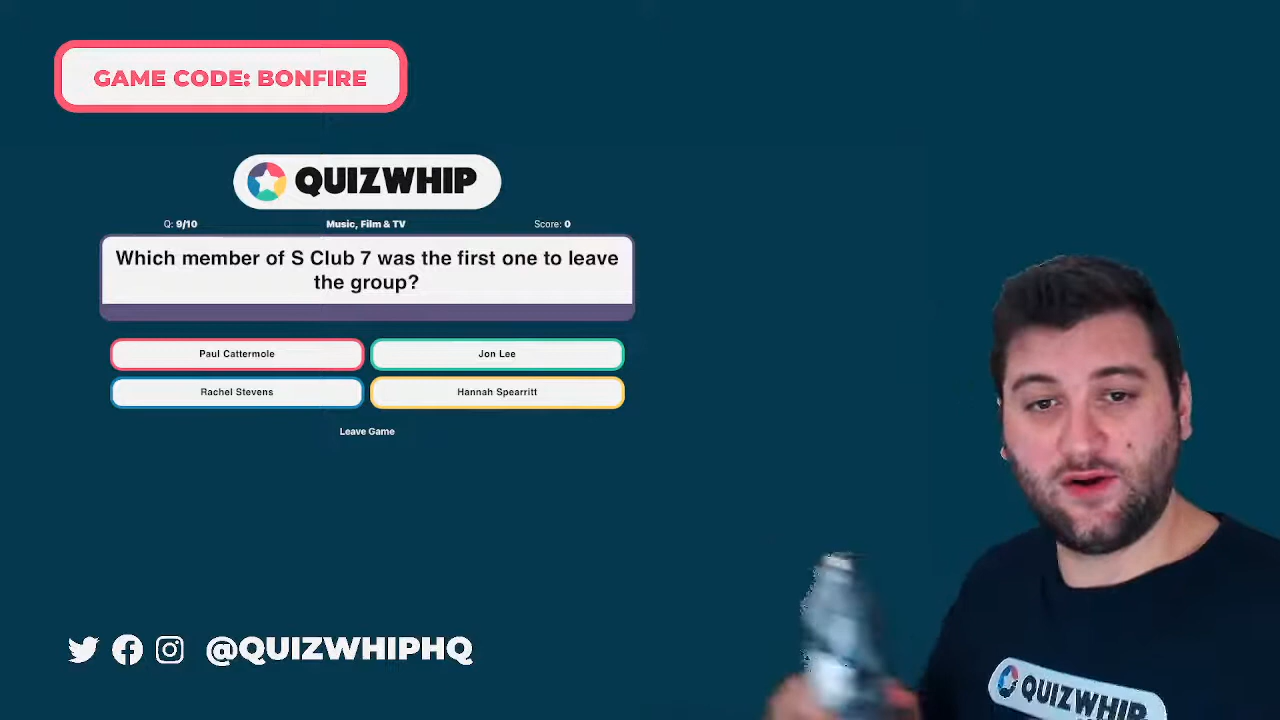 GAME CODE: BONFIRE
QUIZWHIP
Q: 9/10 Music, Film & TV Score: 0
Which member of S Club 7 was the first one to leave
the group?
Paul Cattermole Jon Lee
Rachel Stevens Hannah Spearritt
Leave Game
@QUIZWHIPHQ
QUIZWHIP